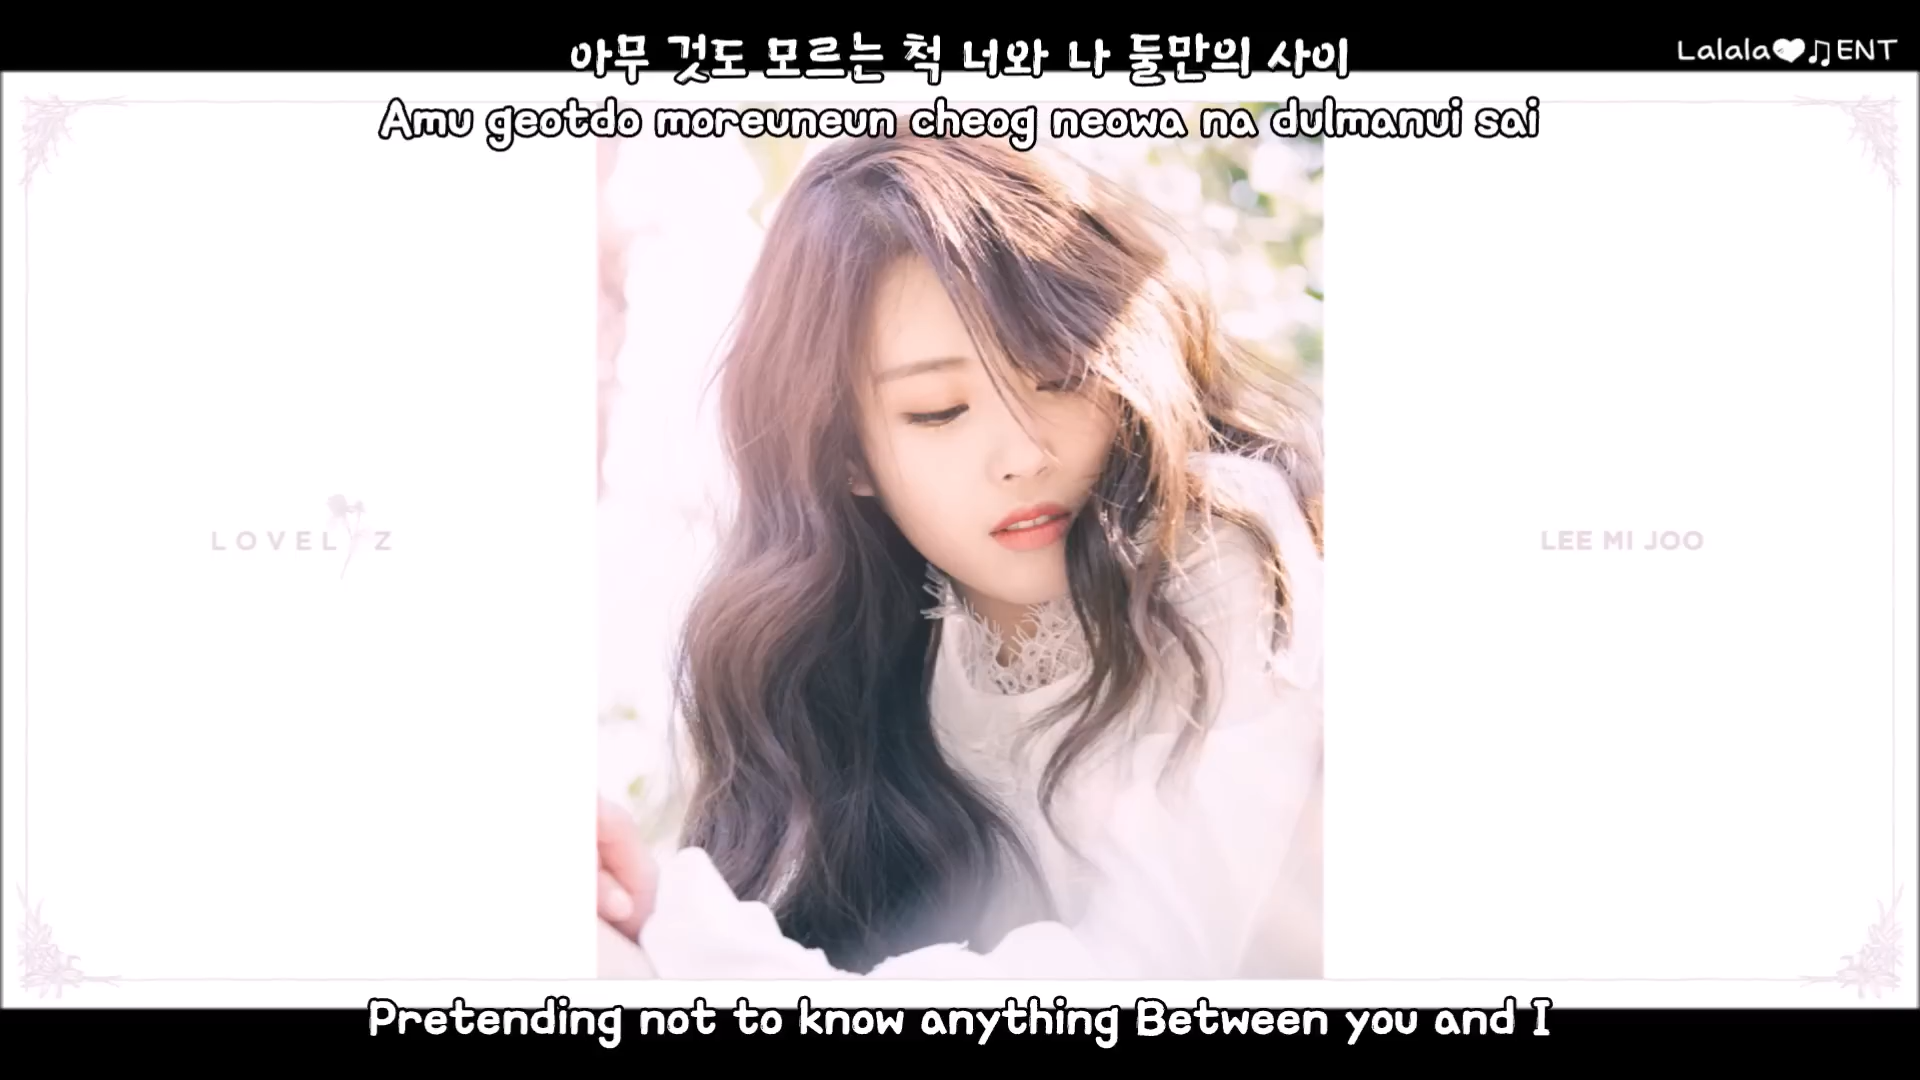 아무 것도 모르는 척 너와 나 둘만의 사이
Lalala❤♫ENT
Amu geotdo moreuneun cheog neowa na dulmanui sai
LOVELYZ
LEE MI JOO
Pretending not to know anything Between you and I